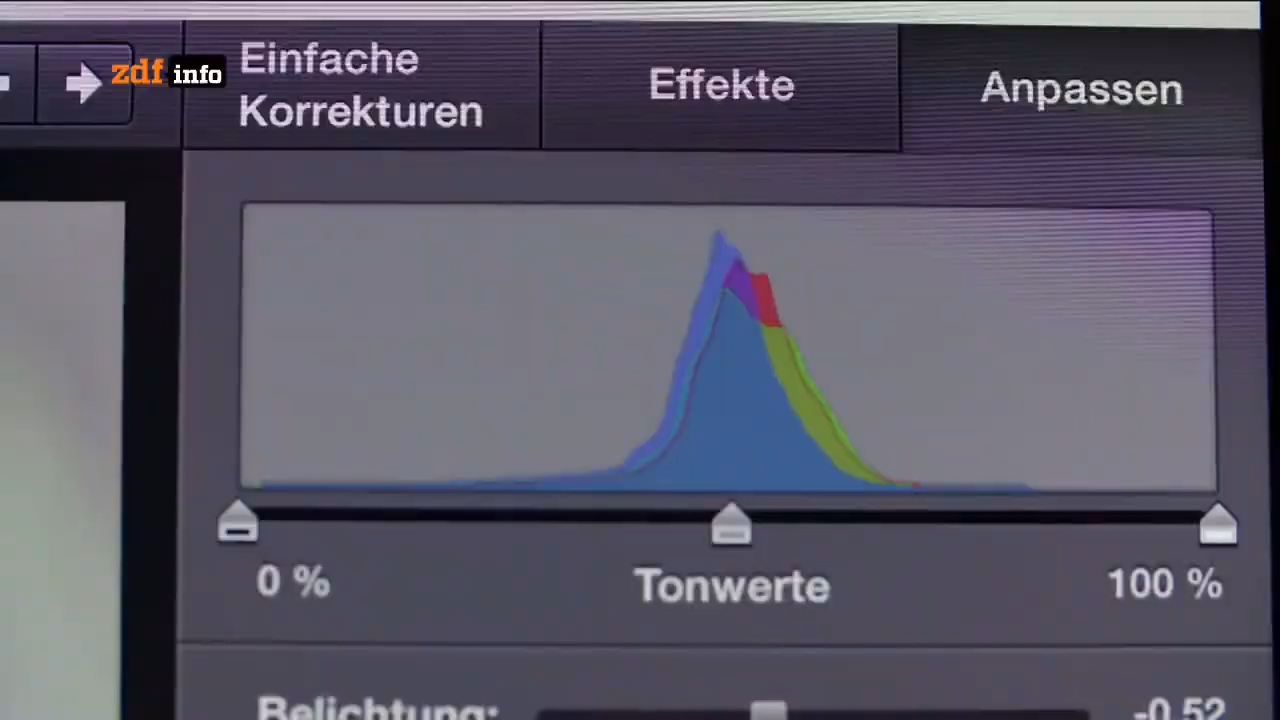 zdf info
Einfache
Korrekturen
Effekte
Anpassen
0 %
Tonwerte
100 %
Belichtung:
-0.52